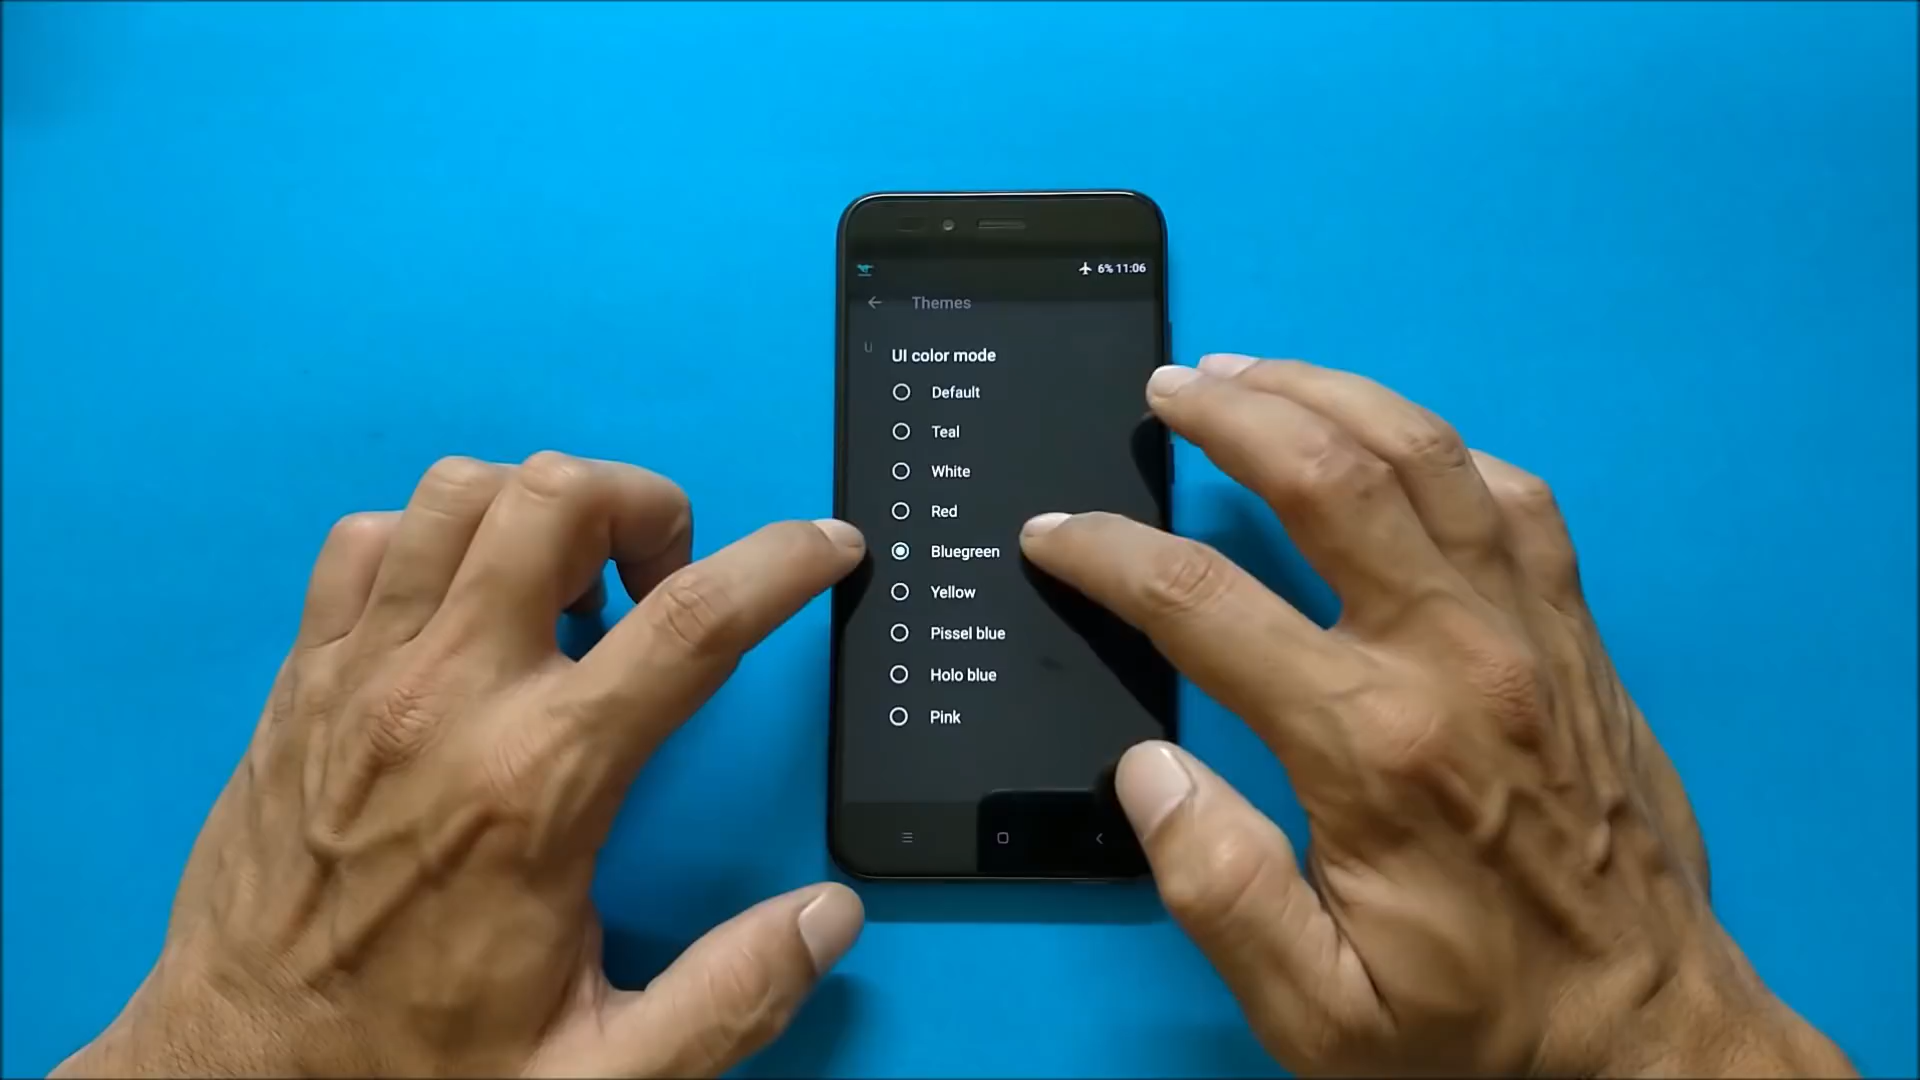 6% 11:06
Themes
U
UI color mode
Default
Teal
White
Red
Bluegreen
Yellow
Pissel blue
Holo blue
Pink